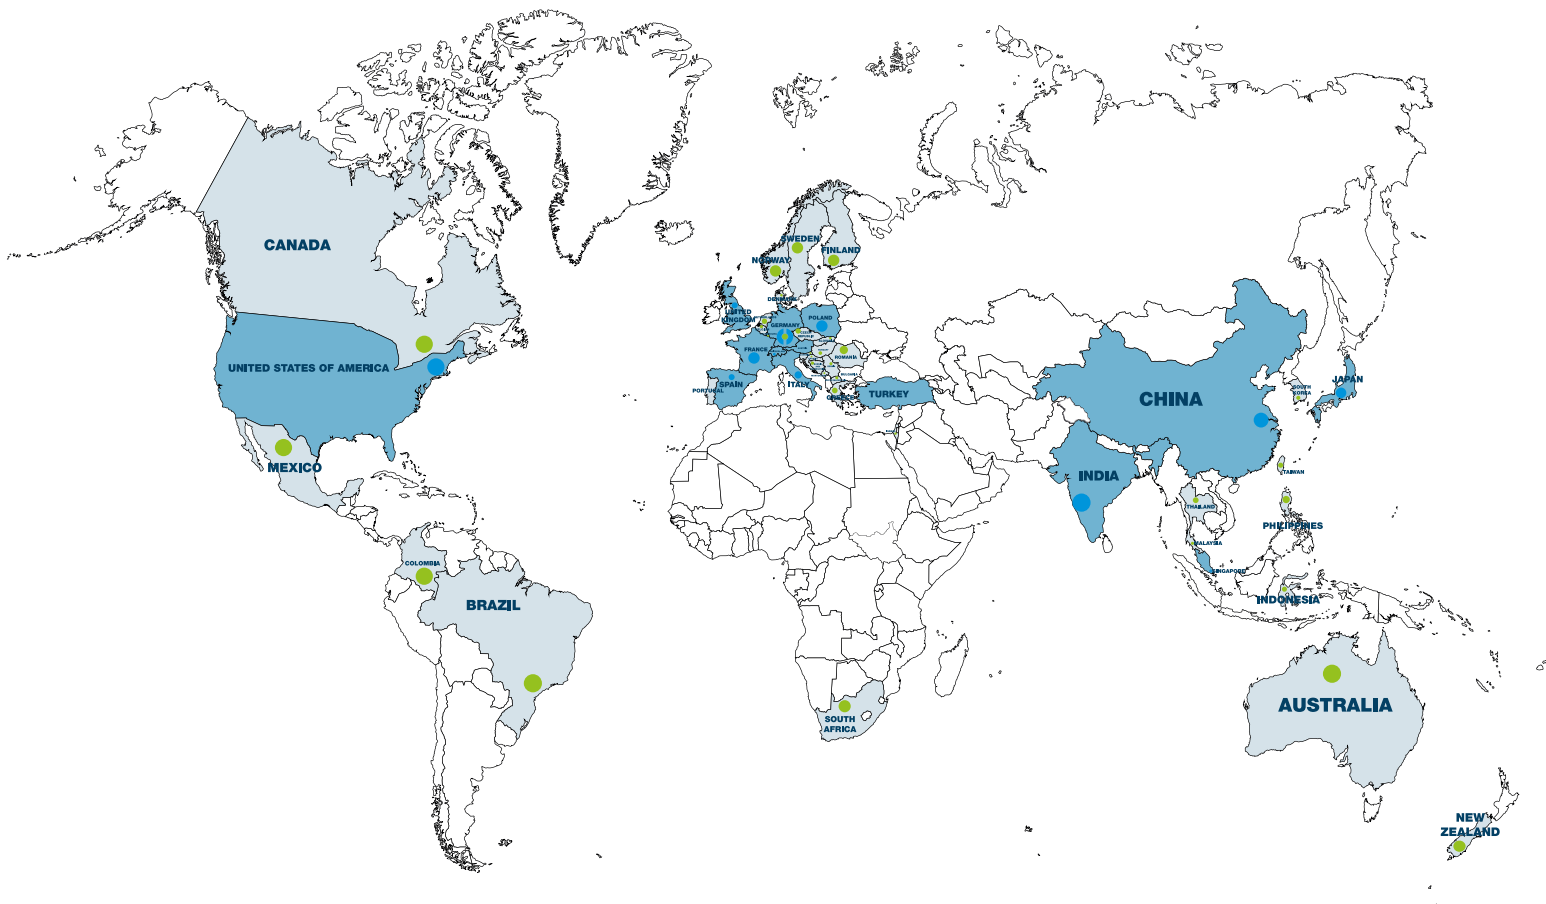 CANADA
SWEDEN
FINLAND
NORWAY
DENMARK
UNITED
KINGDOM
POLAND
GERMANY
FRANCE
ROMANIA
UNITED STATES OF AMERICA
SPAIN
ITALY
PORTUGAL
TURKEY
GREECE
CHINA
SOUTH
KOREA
JAPAN
MEXICO
INDIA
TAIWAN
THAILAND
PHILIPPINES
MALAYSIA
SINGAPORE
COLOMBIA
BRAZIL
INDONESIA
AUSTRALIA
SOUTH
AFRICA
NEW
ZEALAND